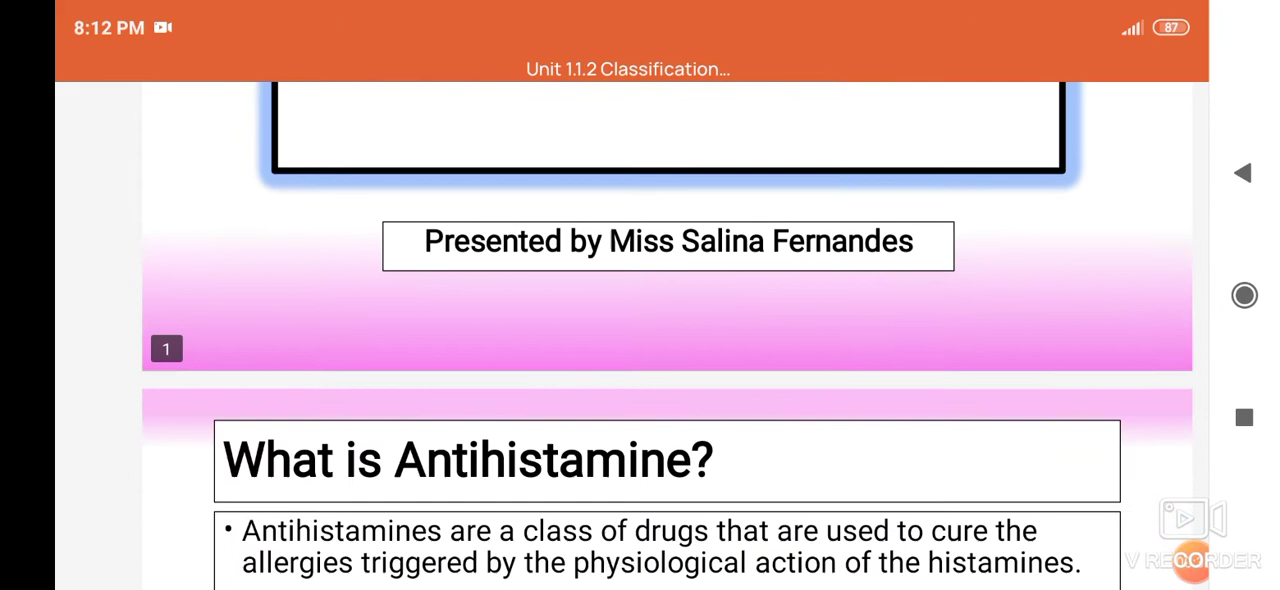 8:12 PM
87
Unit 1.1.2 Classification...
Presented by Miss Salina Fernandes
1
What is Antihistamine?
• Antihistamines are a class of drugs that are used to cure the
allergies triggered by the physiological action of the histamines.
V RECORDER